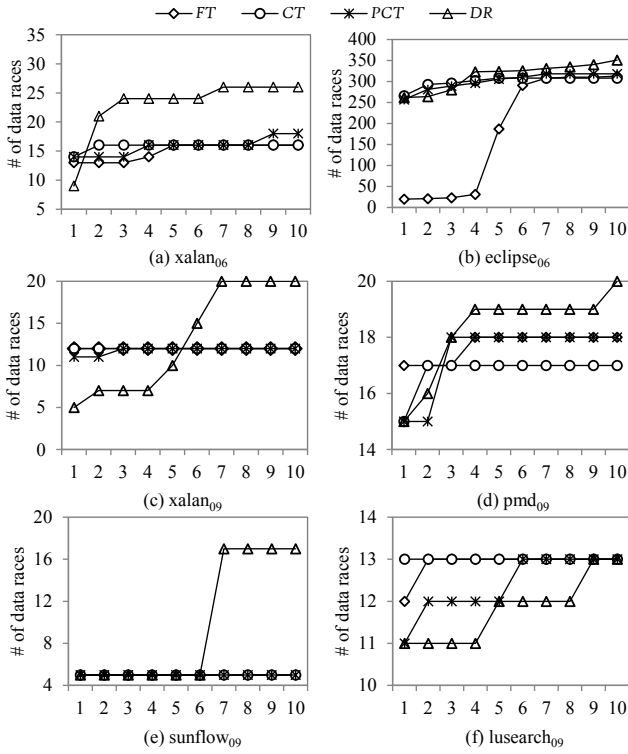 FT CT PCT DR
# of data races
35
30
25
20
15
10
5
1 2 3 4 5 6 7 8 9 10
(a) xalan06
# of data races
400
350
300
250
200
150
100
50
0
1 2 3 4 5 6 7 8 9 10
(b) eclipse06
# of data races
20
15
10
5
0
1 2 3 4 5 6 7 8 9 10
(c) xalan09
# of data races
20
18
16
14
1 2 3 4 5 6 7 8 9 10
(d) pmd09
# of data races
20
16
12
8
4
1 2 3 4 5 6 7 8 9 10
(e) sunflow09
# of data races
14
13
12
11
10
1 2 3 4 5 6 7 8 9 10
(f) lusearch09